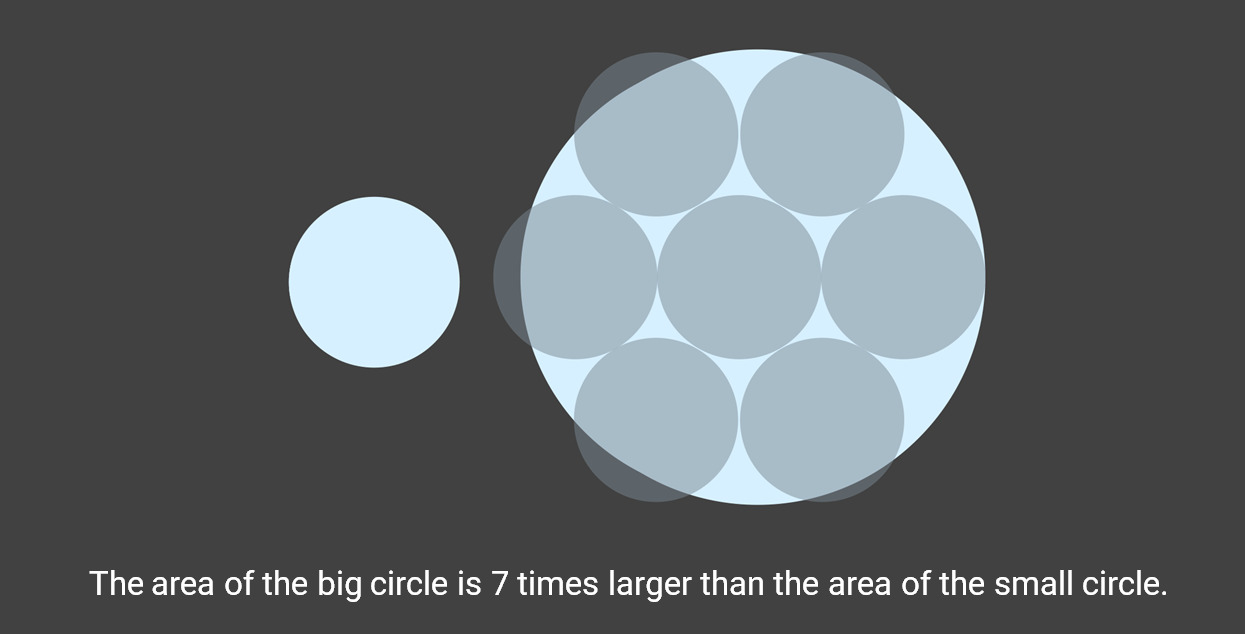 The area of the big circle is 7 times larger than the area of the small circle.